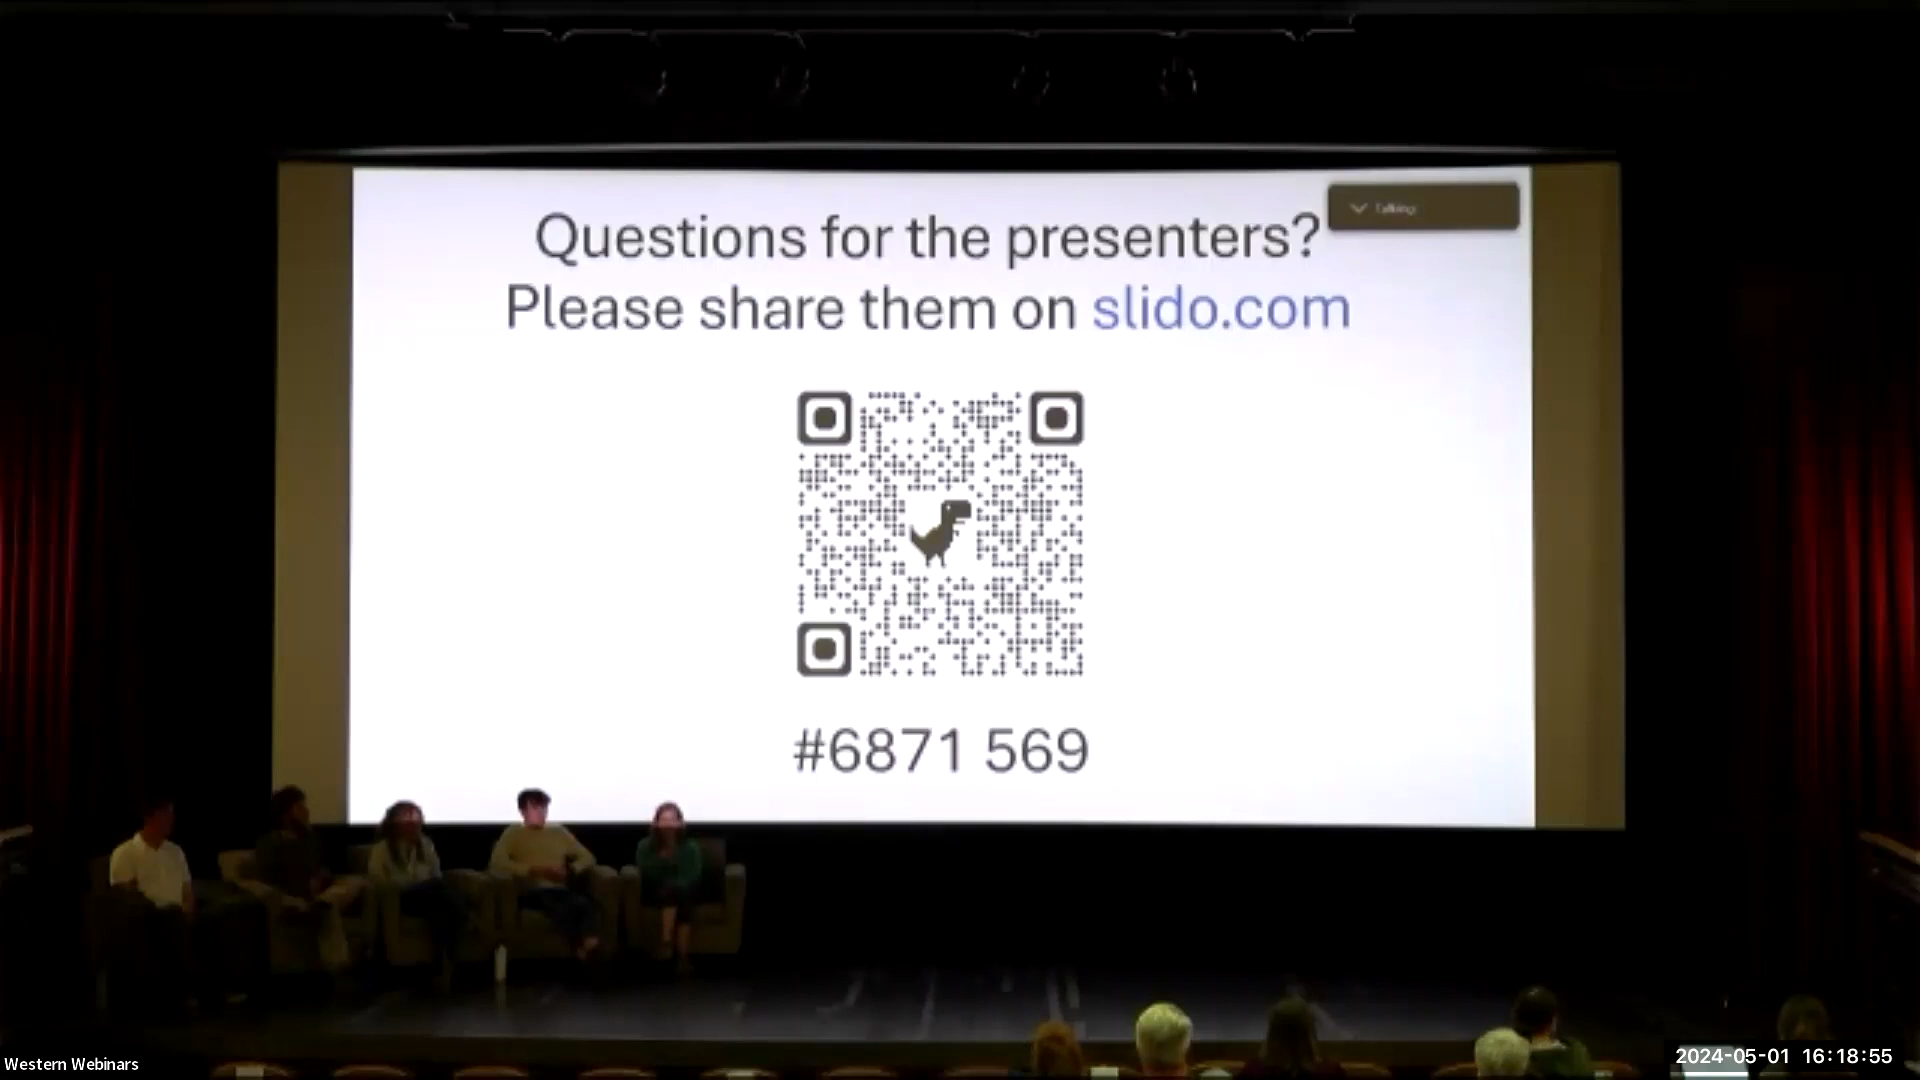 Questions for the presenters?
Talking:
Please share them on slido.com
#6871 569
Western Webinars
2024-05-01 16:18:55